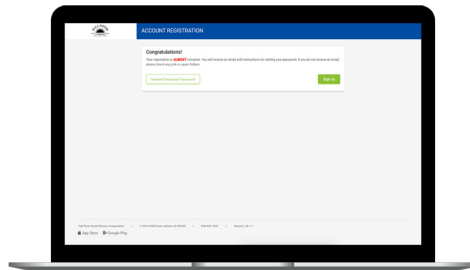 ACCOUNT REGISTRATION
Congratulations!
Your registration is ALMOST complete. You will receive an email with instructions for setting your password. If you do not receive an email,
please check any junk or spam folders.
Resend Temporary Password
Sign In
App Store Google Play